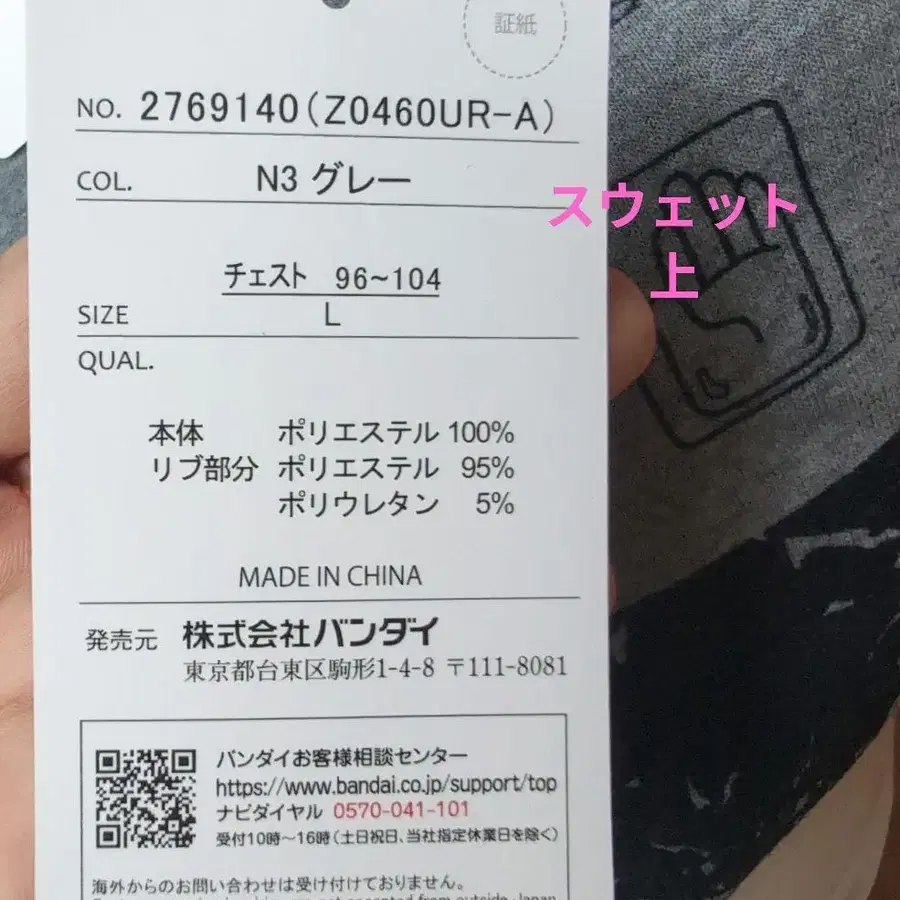 証紙
NO. 2769140(Z0460UR-A)
COL. N3 グレー
チェスト 96~104
SIZE L
QUAL.
本体 ポリエステル 100%
リブ部分 ポリエステル 95%
ポリウレタン 5%
MADE IN CHINA
発売元 株式会社バンダイ
東京都台東区駒形1-4-8 〒111-8081
バンダイお客様相談センター
https://www.bandai.co.jp/support/top
ナビダイヤル 0570-041-101
受付10時~16時(土日祝日、当社指定休業日を除く)
海外からのお問い合わせは受け付けておりません。
スウェット
上